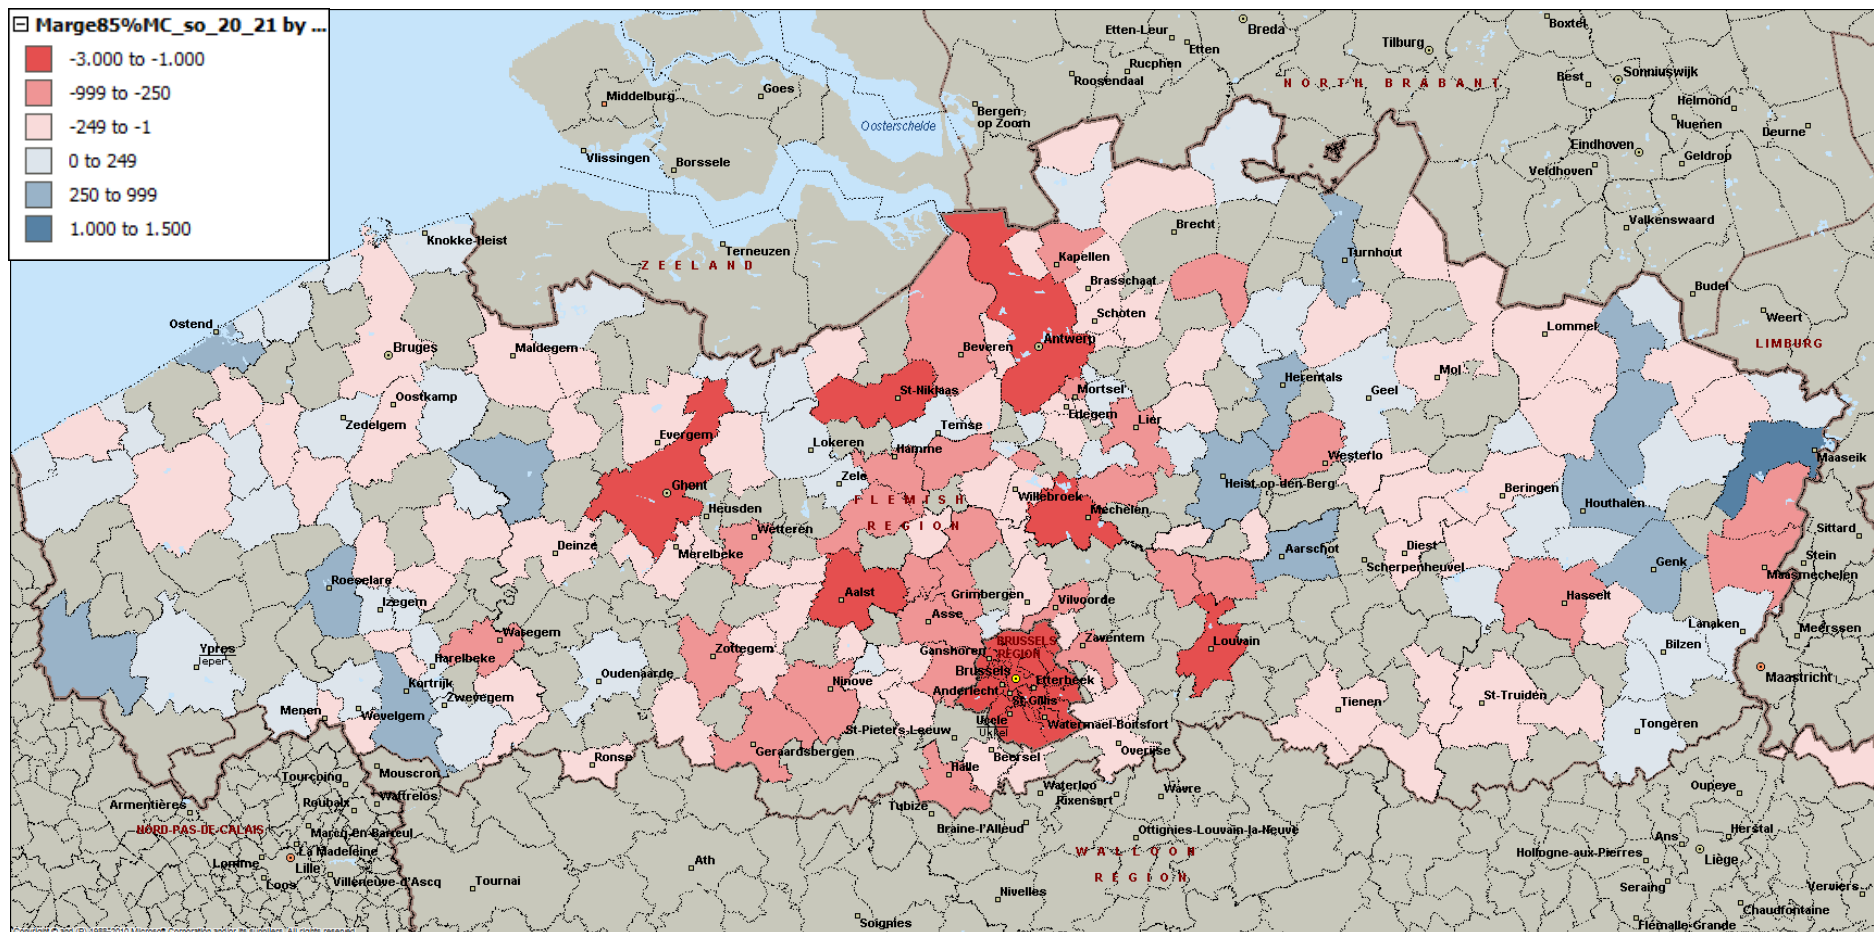 Marge85%MC_so_20_21 by ...
-3.000 to -1.000
-999 to -250
-249 to -1
0 to 249
250 to 999
1.000 to 1.500
Etten-Leur
Breda
Boxtel
Etten
Tilburg
Rucphen
Roosendaal
NORTH BRABANT
Best
Sonniuswijk
Middelburg
Goes
Bergen
op Zoom
Helmond
Nuenen
Deurne
Oosterschelde
Vlissingen
Borssele
Eindhoven
Geldrop
Veldhoven
Knokke-Heist
Terneuzen
ZEELAND
Brecht
Valkenswaard
Turnhout
Kapellen
Brasschaat
Budel
Ostend
Schoten
Weert
Bruges
Maldegem
Beveren
Antwerp
Lommel
LIMBURG
St-Niklaas
Mortsel
Herentals
Mol
Geel
Oostkamp
Zedelgem
Edegem
Lier
Temse
Evergem
Lokeren
Hamme
Westerlo
Maaseik
Zele
Ghent
FLEMISH
REGION
Willebroek
Heist-op-den-Berg
Beringen
Houthalen
Heusden
Mechelen
Wetteren
Sittard
Deinze
Merelbeke
Aarschot
Diest
Scherpenheuvel
Stein
Genk
Maasmechelen
Roeselare
Izegem
Aalst
Grimbergen
Vilvoorde
Asse
Hasselt
Lanaken
Meerssen
Waregem
BRUSSELS
REGION
Zaventem
Louvain
Ypres
Ieper
Harelbeke
Zottegem
Ganshoren
Bilzen
Brussels
Maastricht
Oudenaarde
Kortrijk
Ninove
Anderlecht
Etterbeek
St-Gillis
Tienen
St-Truiden
Menen
Wevelgem
Zwevegem
Uccle
Ukkel
Watermael-Boitsfort
St-Pieters-Leeuw
Tongeren
Geraardsbergen
Overijse
Ronse
Beersel
Halle
Mouscron
Tourcoing
Waterloo
Rixensart
Wavre
Oupeye
Armentières
Roubaix
Wattrelos
Tubize
NORD-PAS-DE-CALAIS
Marcq-en-Baroeul
Braine-l'Alleud
Ottignies-Louvain-la-Neuve
Ans
Herstal
La Madeleine
Lomme
Lille
Loos
Villeneuve-d'Ascq
Ath
Tournai
WALLOON
REGION
Hollogne-aux-Pierres
Liège
Nivelles
Seraing
Verviers
Soignies
Chaudfontaine
Flémalle-Grande